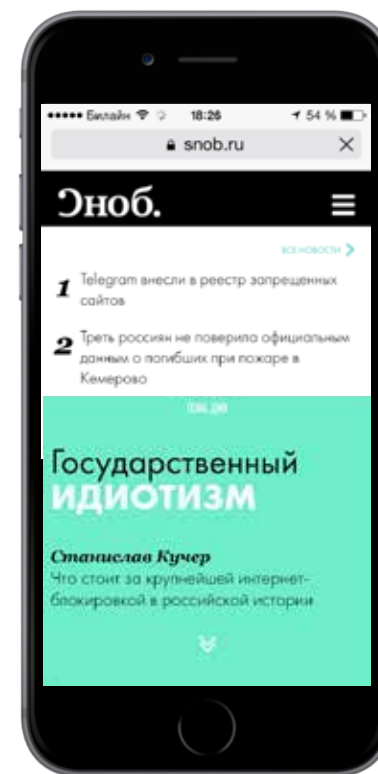 Билайн 18:26 54 %
snob.ru
Сноб.
ВСЕ НОВОСТИ
1 Telegram внесли в реестр запрещенных
сайтов
2 Треть россиян не поверила официальным
данным о погибших при пожаре в
Кемерово
ТЕМА ДНЯ
Государственный
ИДИОТИЗМ
Станислав Кучер
Что стоит за крупнейшей интернет-
блокировкой в российской истории